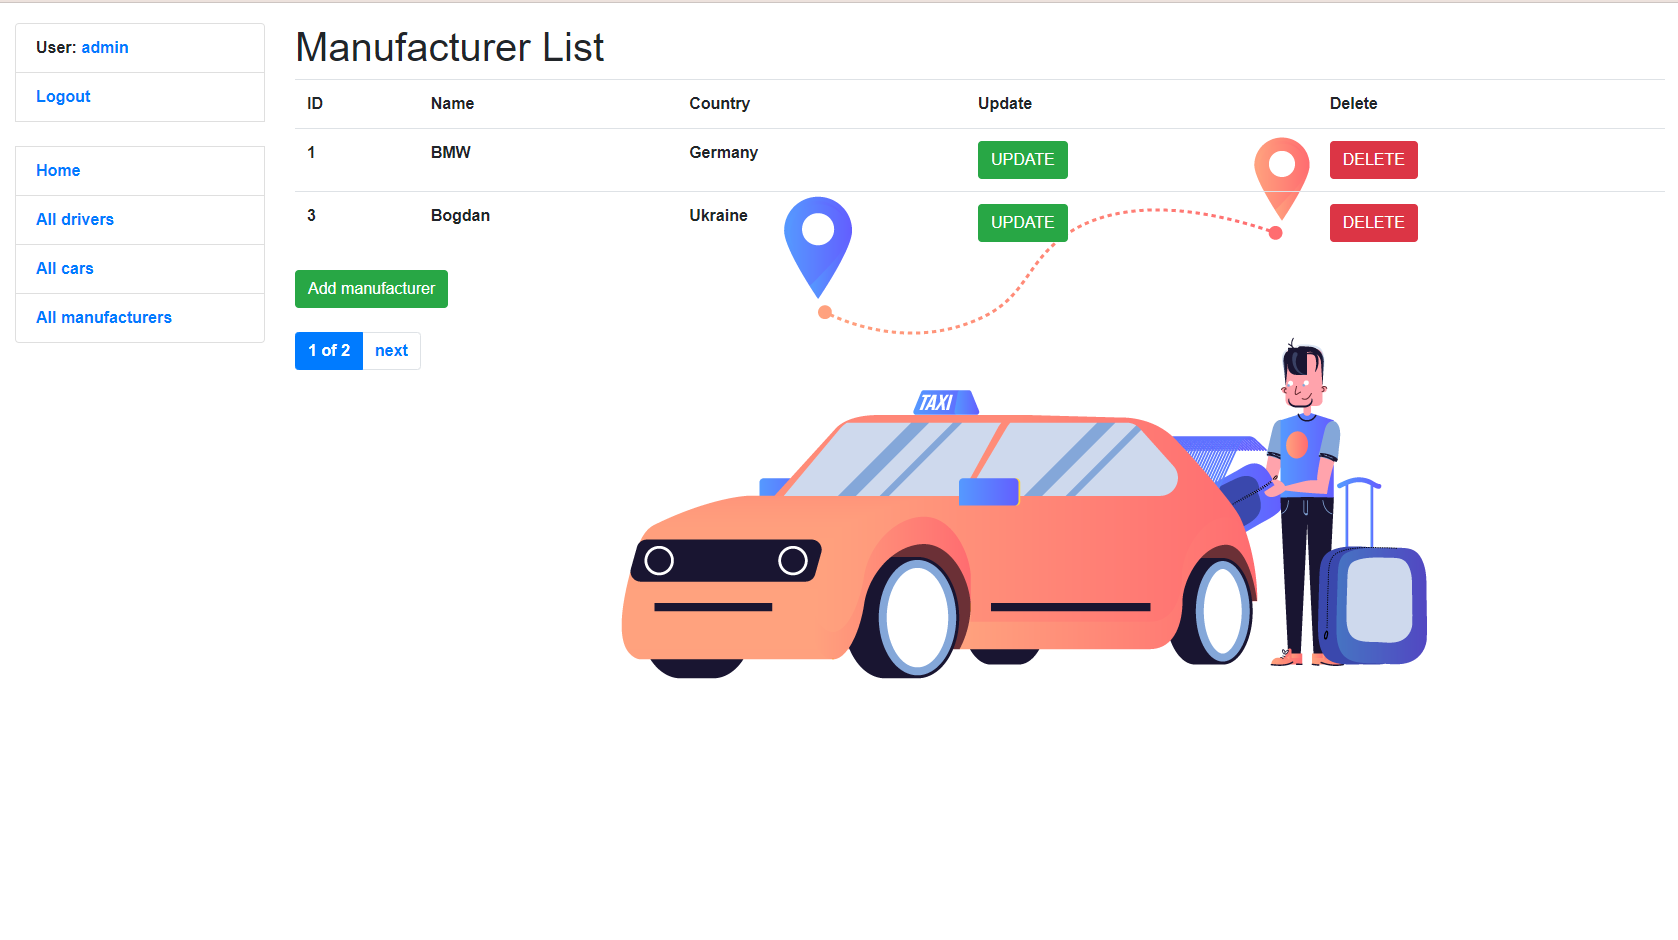 User: admin
Logout
Home
All drivers
All cars
All manufacturers
Manufacturer List
ID Name Country Update Delete
1 BMW Germany UPDATE DELETE
3 Bogdan Ukraine UPDATE DELETE
Add manufacturer
1 of 2 next
TAXI